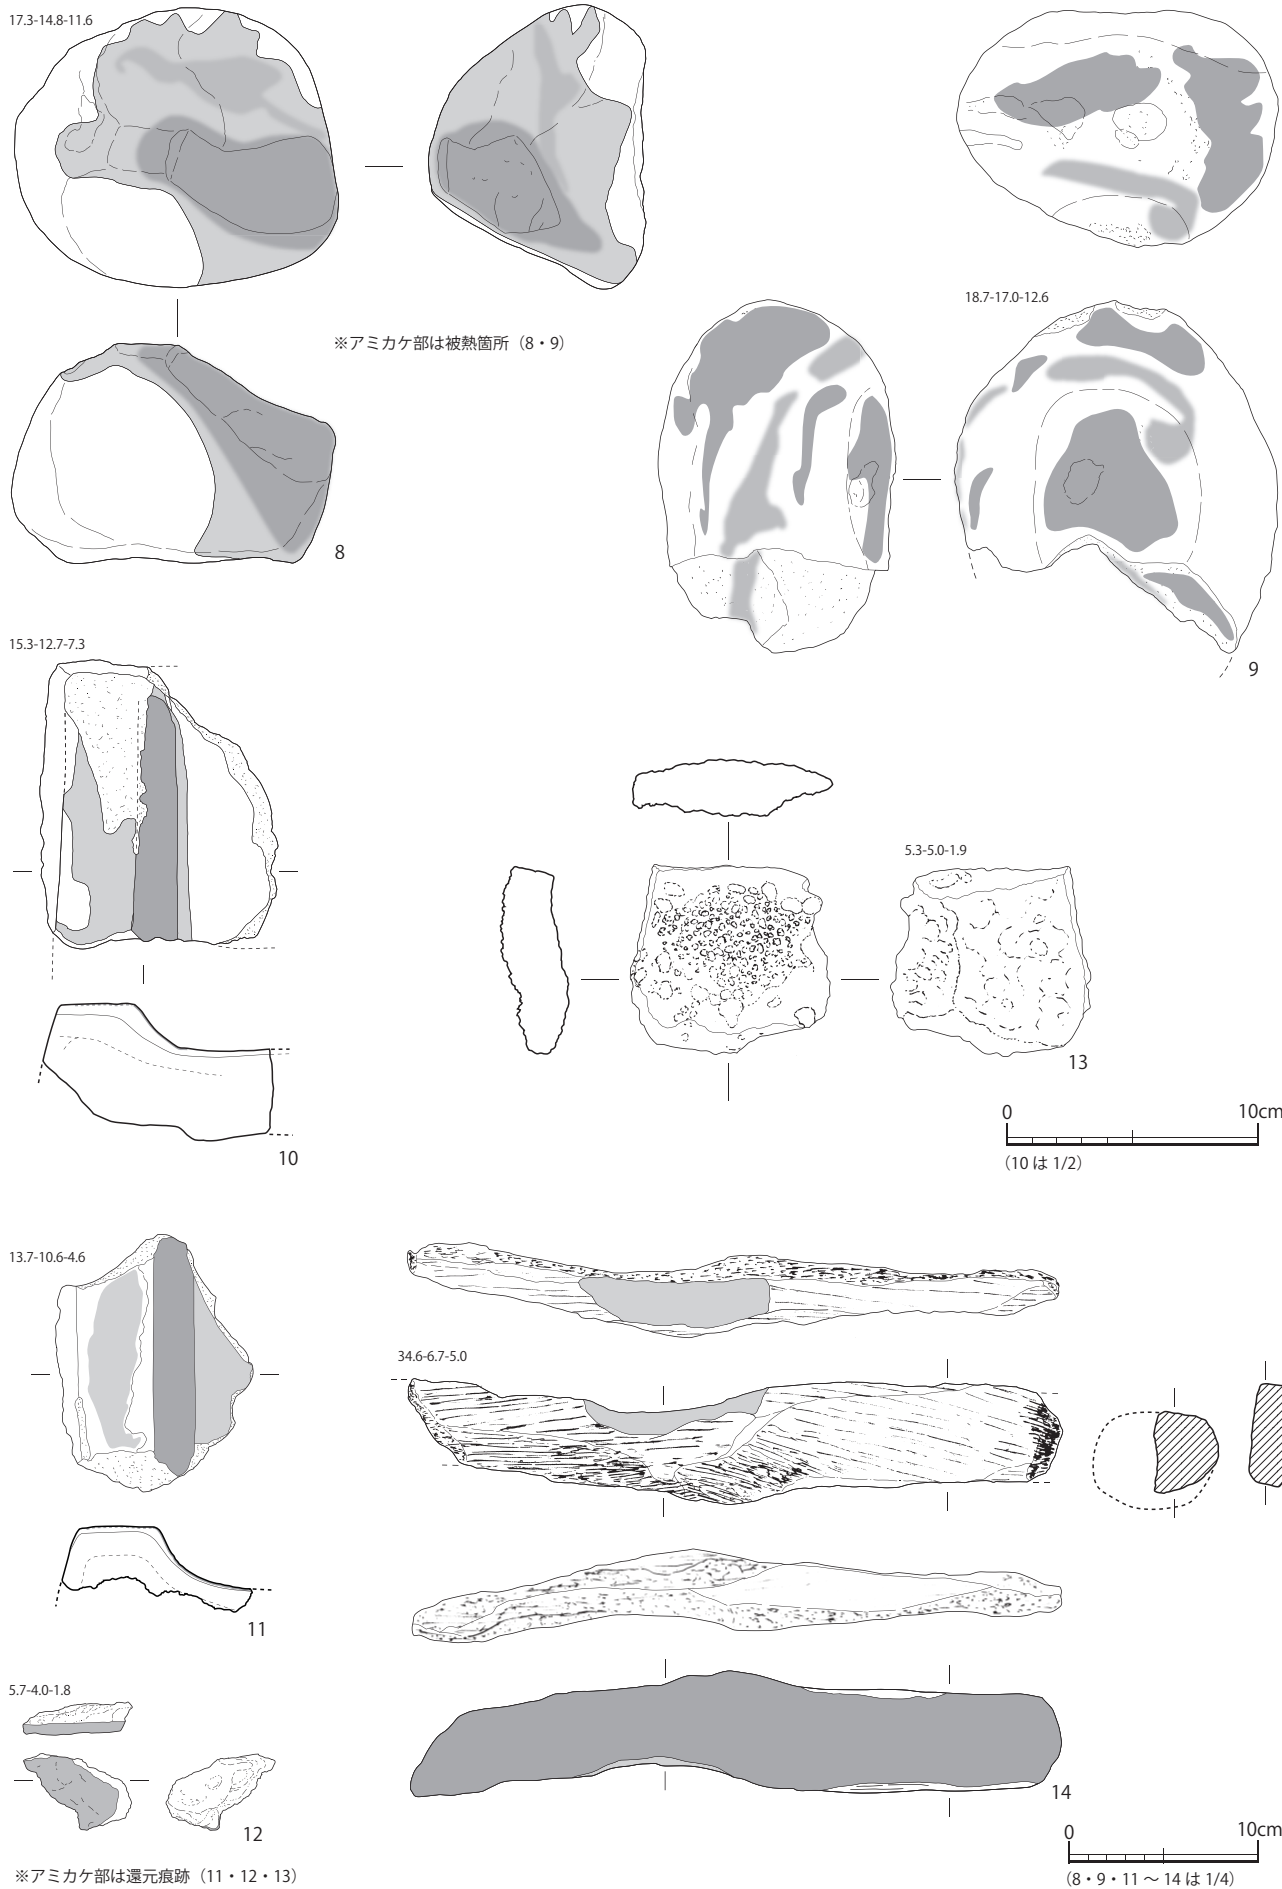 17.3-14.8-11.6
※アミカケ部は被熱箇所（8・9）
8
18.7-17.0-12.6
9
15.3-12.7-7.3
10
5.3-5.0-1.9
13
0 10cm
（10 は 1/2）
13.7-10.6-4.6
11
34.6-6.7-5.0
14
5.7-4.0-1.8
12
※アミカケ部は還元痕跡（11・12・13）
0 10cm
（8・9・11 ～ 14 は 1/4）